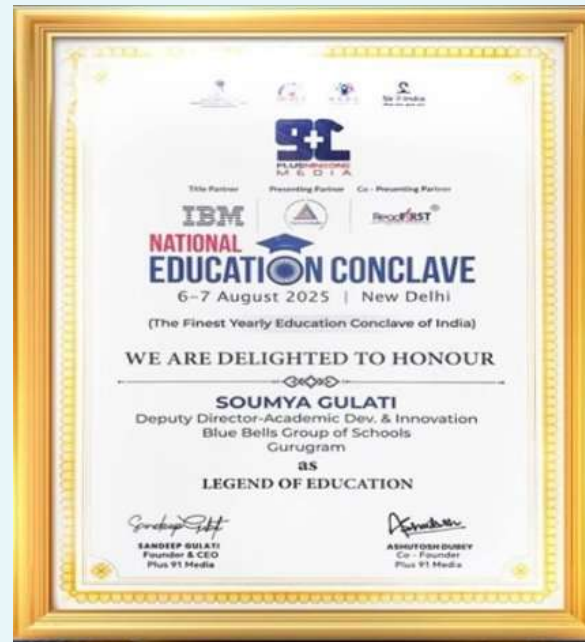 Skill India
PLUSNINEONE
MEDIA
Title Partner Presenting Partner Co - Presenting Partner
IBM ReadFIRST®
NATIONAL
EDUCATION CONCLAVE
6-7 August 2025 | New Delhi
(The Finest Yearly Education Conclave of India)
WE ARE DELIGHTED TO HONOUR
SOUMYA GULATI
Deputy Director-Academic Dev. & Innovation
Blue Bells Group of Schools
Gurugram
as
LEGEND OF EDUCATION
SANDEEP GULATI ASHUTOSH DUBEY
Founder & CEO Co - Founder
Plus 91 Media Plus 91 Media